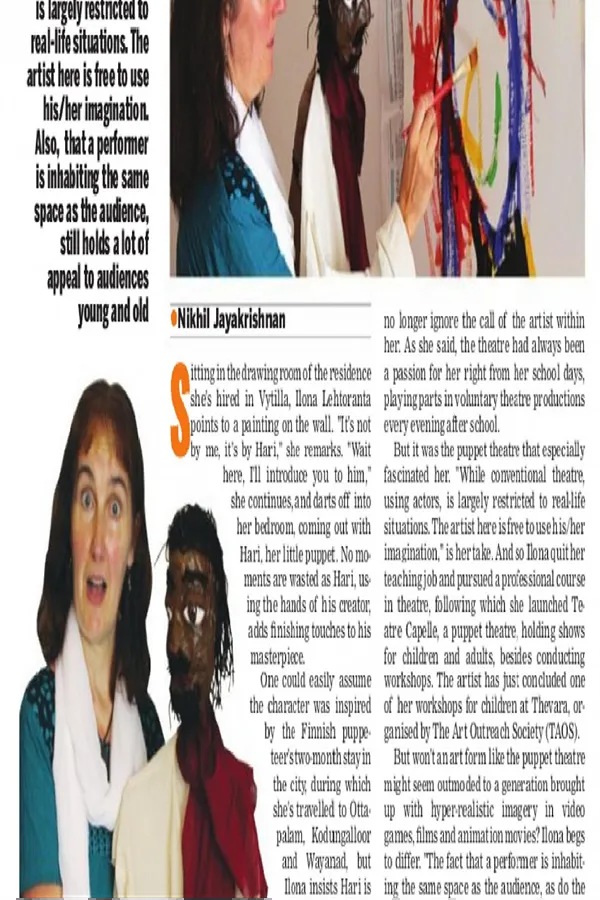 is largely restricted to
real-life situations. The
artist here is free to use
his/her imagination.
Also, that a performer
is inhabiting the same
space as the audience,
still holds a lot of
appeal to audiences
young and old
•Nikhil Jayakrishnan
Sitting in the drawing room of the residence
she's hired in Vytilla, Ilona Lehtoranta
points to a painting on the wall. "It's not
by me, it's by Hari," she remarks. "Wait
here, I'll introduce you to him,"
she continues, and darts off into
her bedroom, coming out with
Hari, her little puppet. No mo-
ments are wasted as Hari, us-
ing the hands of his creator,
adds finishing touches to his
masterpiece.
One could easily assume
the character was inspired
by the Finnish puppe-
teer's two-month stay in
the city, during which
she's travelled to Otta-
palam, Kodungalloor
and Wayanad, but
Ilona insists Hari is
no longer ignore the call of the artist within
her. As she said, the theatre had always been
a passion for her right from her school days,
playing parts in voluntary theatre productions
every evening after school.
But it was the puppet theatre that especially
fascinated her. "While conventional theatre,
using actors, is largely restricted to real-life
situations. The artist here is free to use his/her
imagination," is her take. And so Ilona quit her
teaching job and pursued a professional course
in theatre, following which she launched Te-
atre Capelle, a puppet theatre, holding shows
for children and adults, besides conducting
workshops. The artist has just concluded one
of her workshops for children at Thevara, or-
ganised by The Art Outreach Society (TAOS).
But won't an art form like the puppet theatre
might seem outmoded to a generation brought
up with hyper-realistic imagery in video
games, films and animation movies? Ilona begs
to differ. "The fact that a performer is inhabit-
ing the same space as the audience, as do the